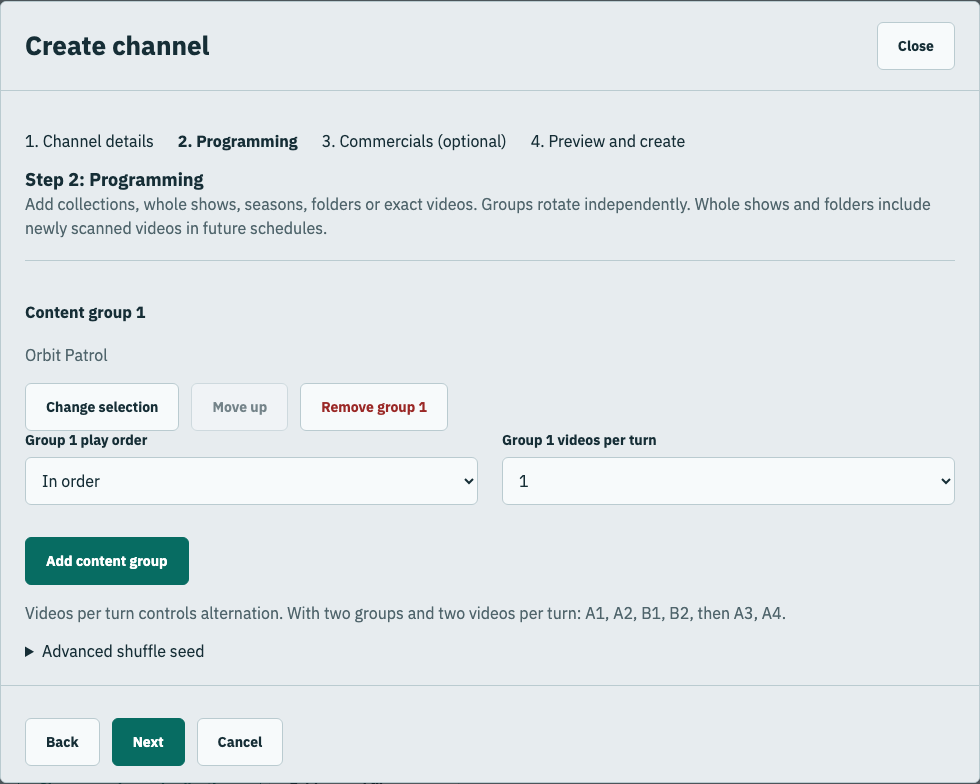 Create channel
Close
1. Channel details 2. Programming 3. Commercials (optional) 4. Preview and create
Step 2: Programming
Add collections, whole shows, seasons, folders or exact videos. Groups rotate independently. Whole shows and folders include
newly scanned videos in future schedules.
Content group 1
Orbit Patrol
Change selection Move up Remove group 1
Group 1 play order Group 1 videos per turn
In order 1
Add content group
Videos per turn controls alternation. With two groups and two videos per turn: A1, A2, B1, B2, then A3, A4.
Advanced shuffle seed
Back Next Cancel